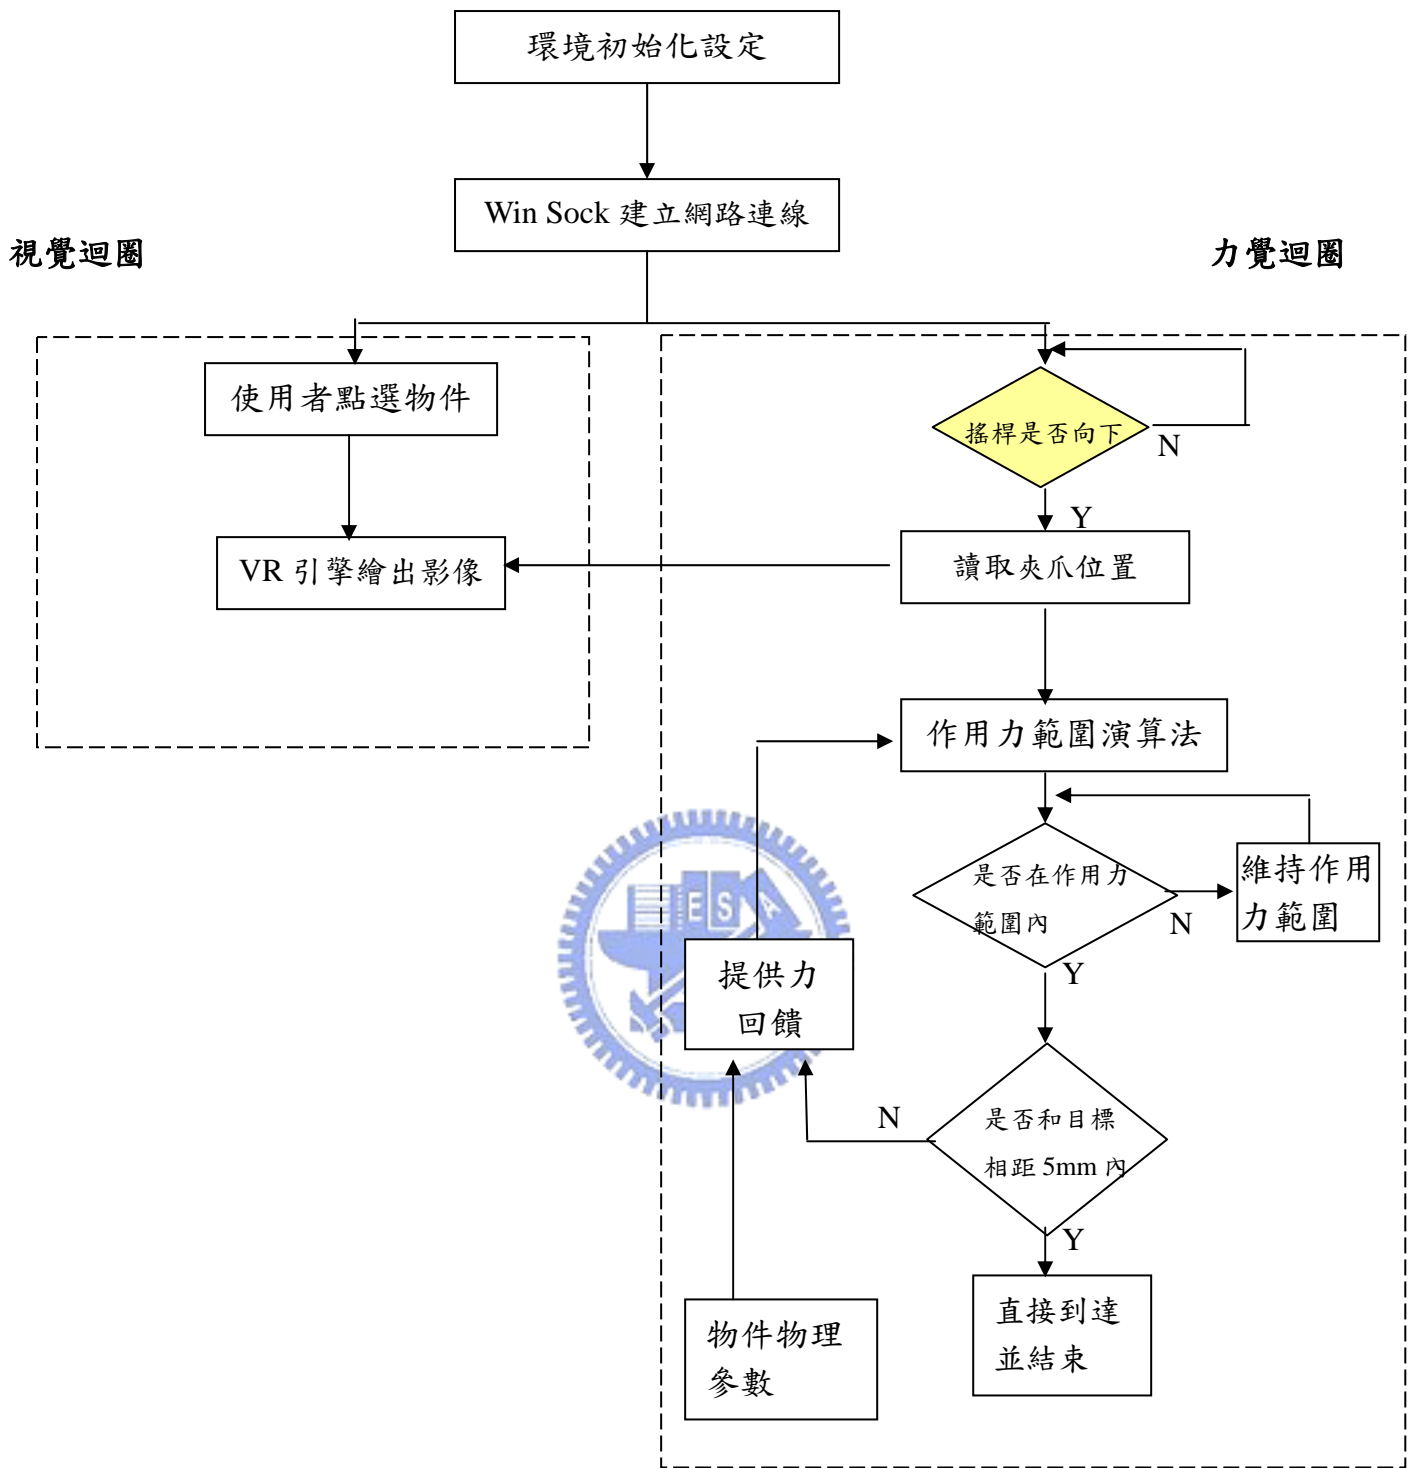 環境初始化設定
Win Sock 建立網路連線
視覺迴圈
力覺迴圈
使用者點選物件
搖桿是否向下
N
Y
VR 引擎繪出影像
讀取夾爪位置
作用力範圍演算法
是否在作用力
範圍內
N
維持作用
力範圍
Y
ES A
提供力
回饋
N
是否和目標
相距 5mm 內
Y
物件物理
參數
直接到達
並結束